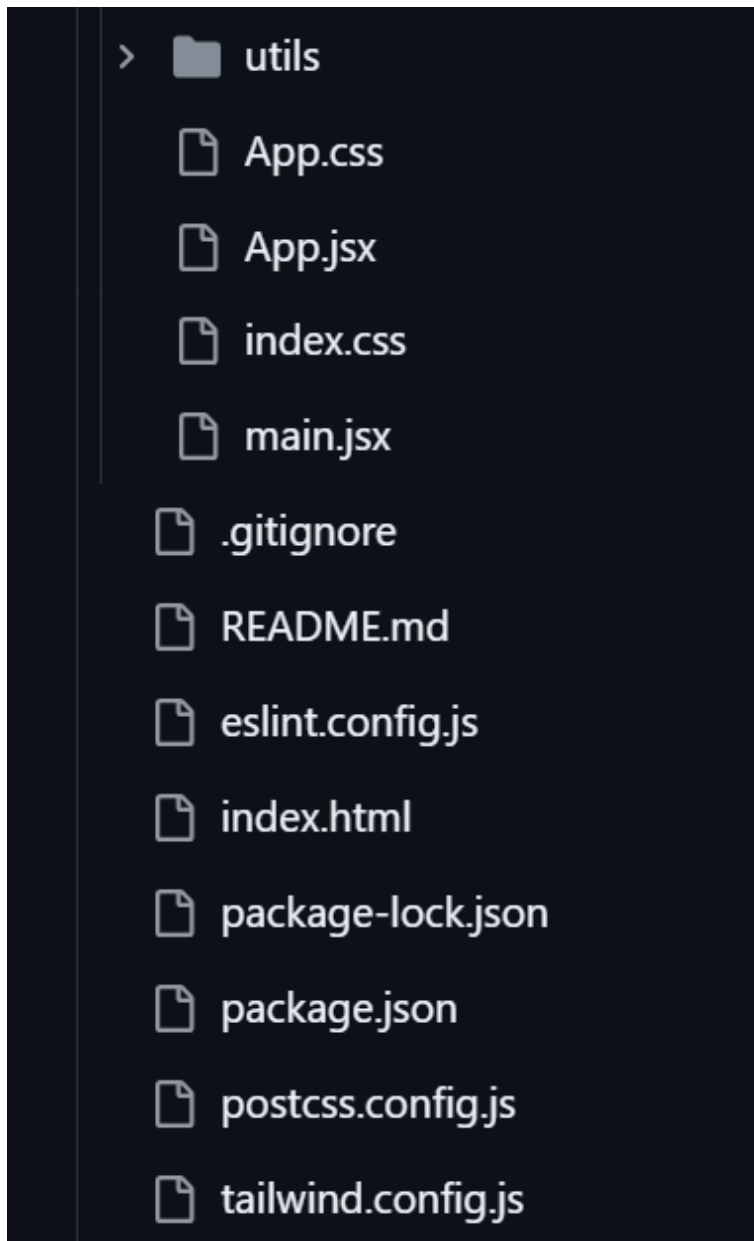 utils
App.css
App.jsx
index.css
main.jsx
.gitignore
README.md
eslint.config.js
index.html
package-lock.json
package.json
postcss.config.js
tailwind.config.js